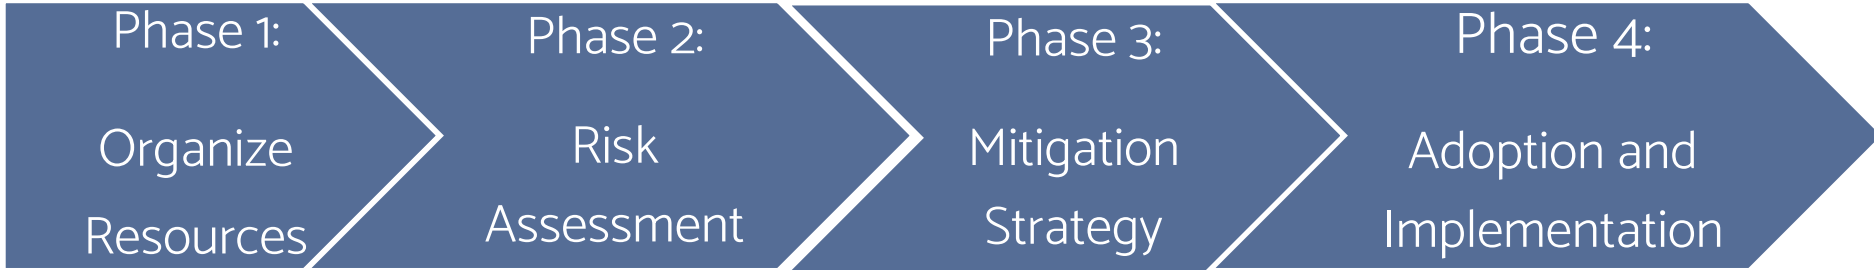 Phase 1:
Organize
Resources
Phase 2:
Risk
Assessment
Phase 3:
Mitigation
Strategy
Phase 4:
Adoption and
Implementation